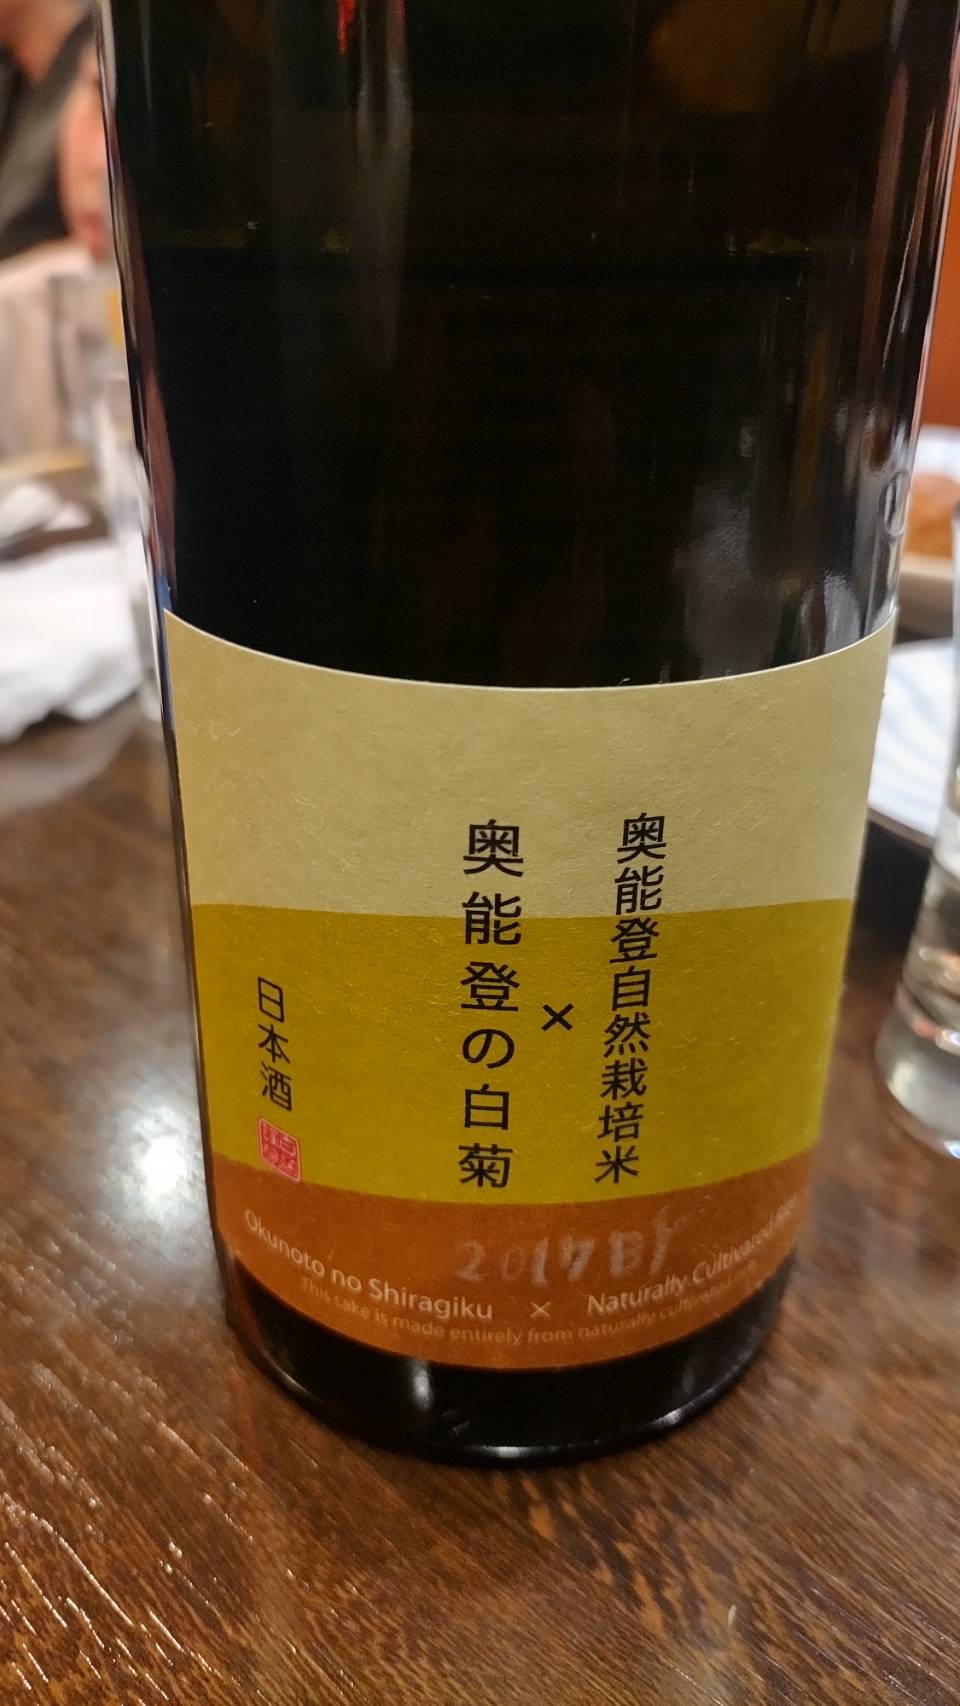 奥能登自然栽培米
×
奥能登の白菊
日本酒
2017BY
Okunoto no Shiragiku × Naturally Cultivated Rice
This sake is made entirely from naturally cultivated